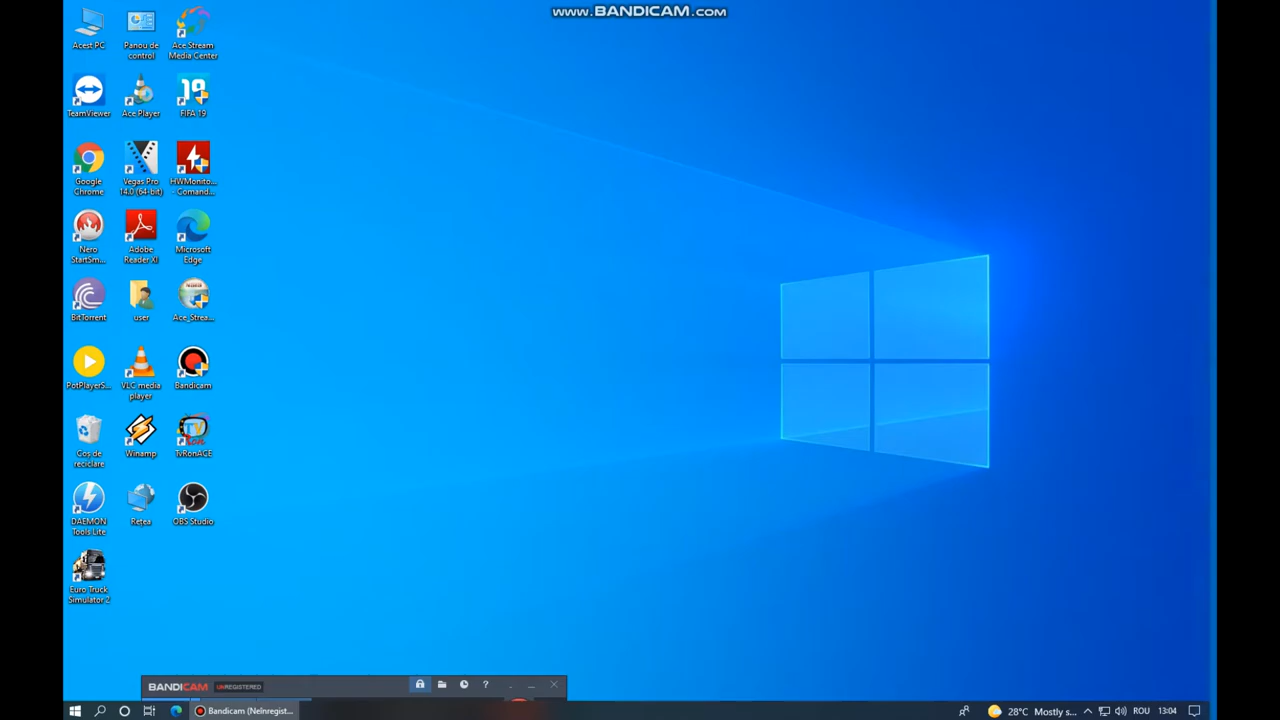 www.BANDICAM.com
Acest PC
Panou de
control
Ace Stream
Media Center
TeamViewer
Ace Player
19
FIFA 19
Google
Chrome
Vegas Pro
14.0 (64-bit)
HWMonito...
- Comand...
Nero
StartSm...
Adobe
Reader XI
Microsoft
Edge
BitTorrent
user
Ace_Strea...
PotPlayerS...
VLC media
player
Bandicam
Coș de
reciclare
Winamp
TV
TvRonACE
DAEMON
Tools Lite
Rețea
OBS Studio
Euro Truck
Simulator 2
BANDICAM UNREGISTERED
Bandicam (Neînregist...
28°C Mostly s...
ROU
13:04